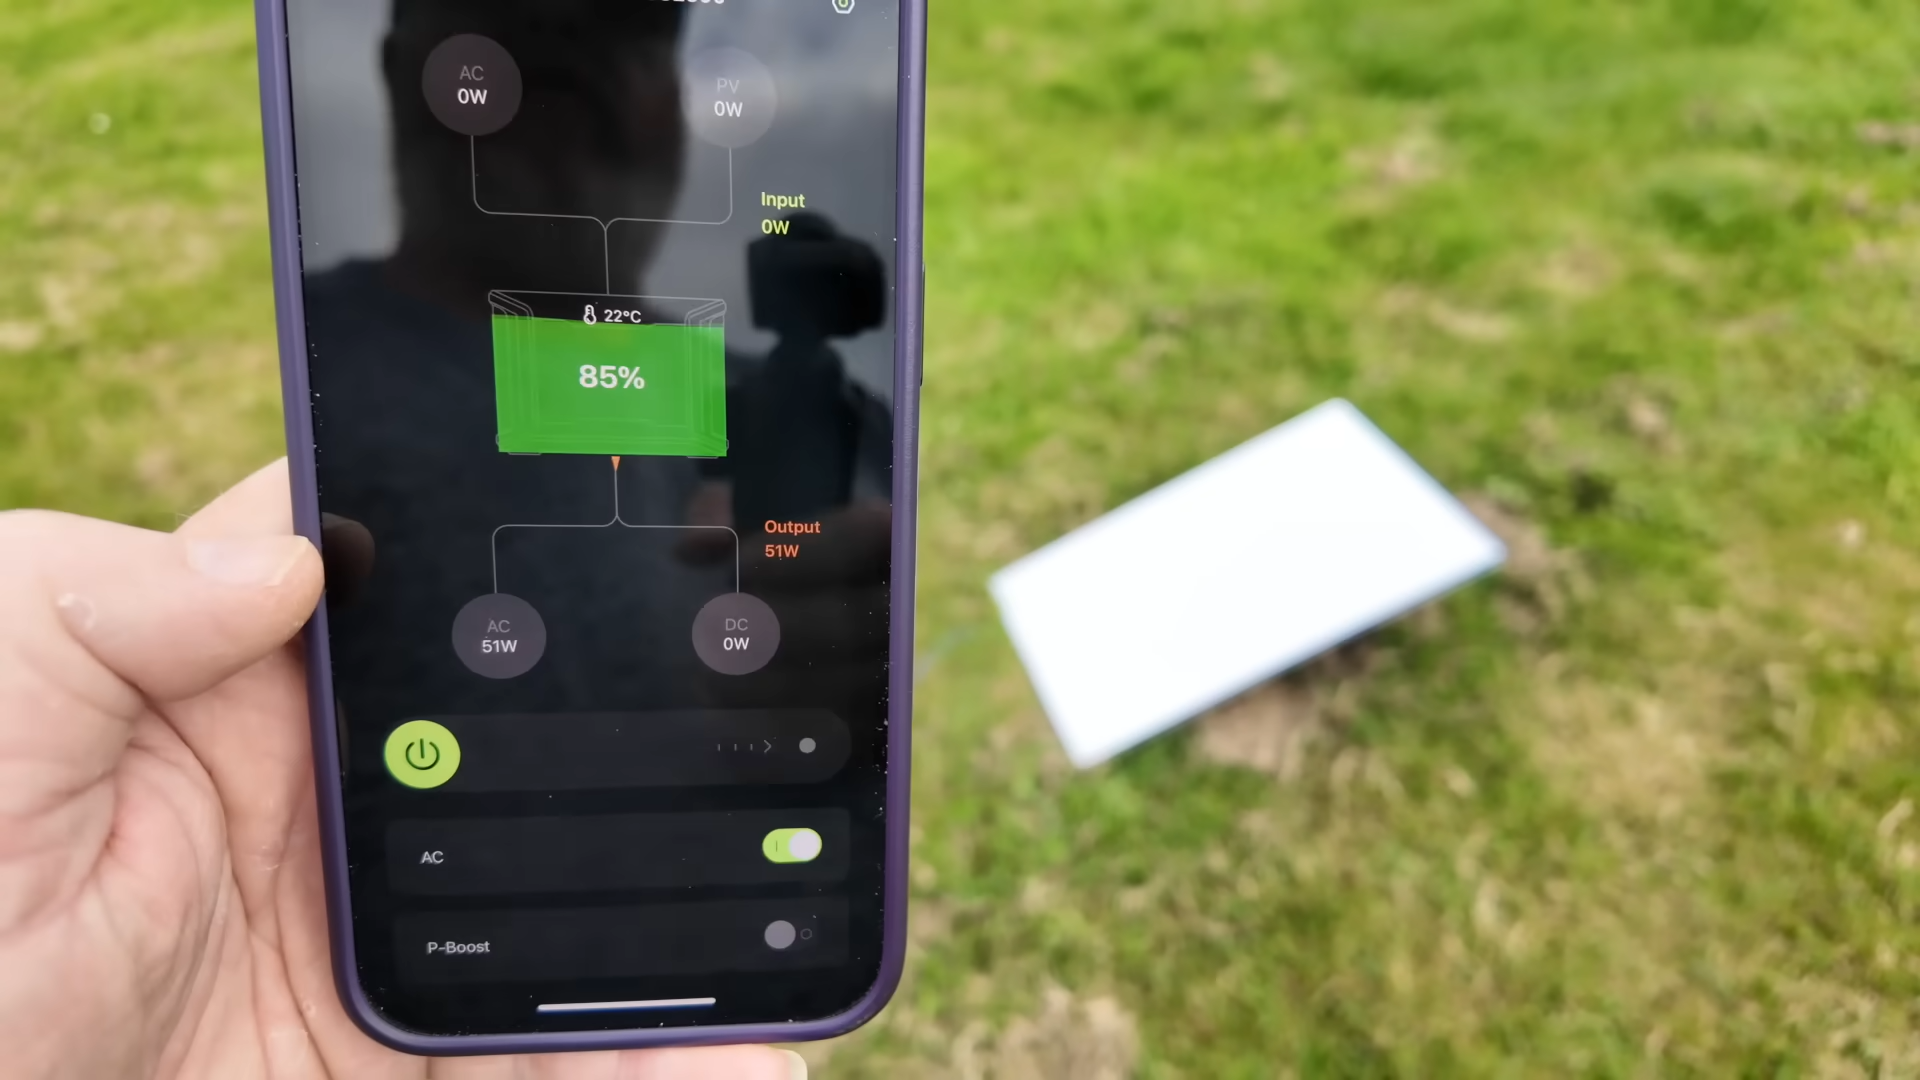 AC
0W
PV
0W
Input
0W
22°C
85%
Output
51W
AC
51W
DC
0W
AC
P-Boost